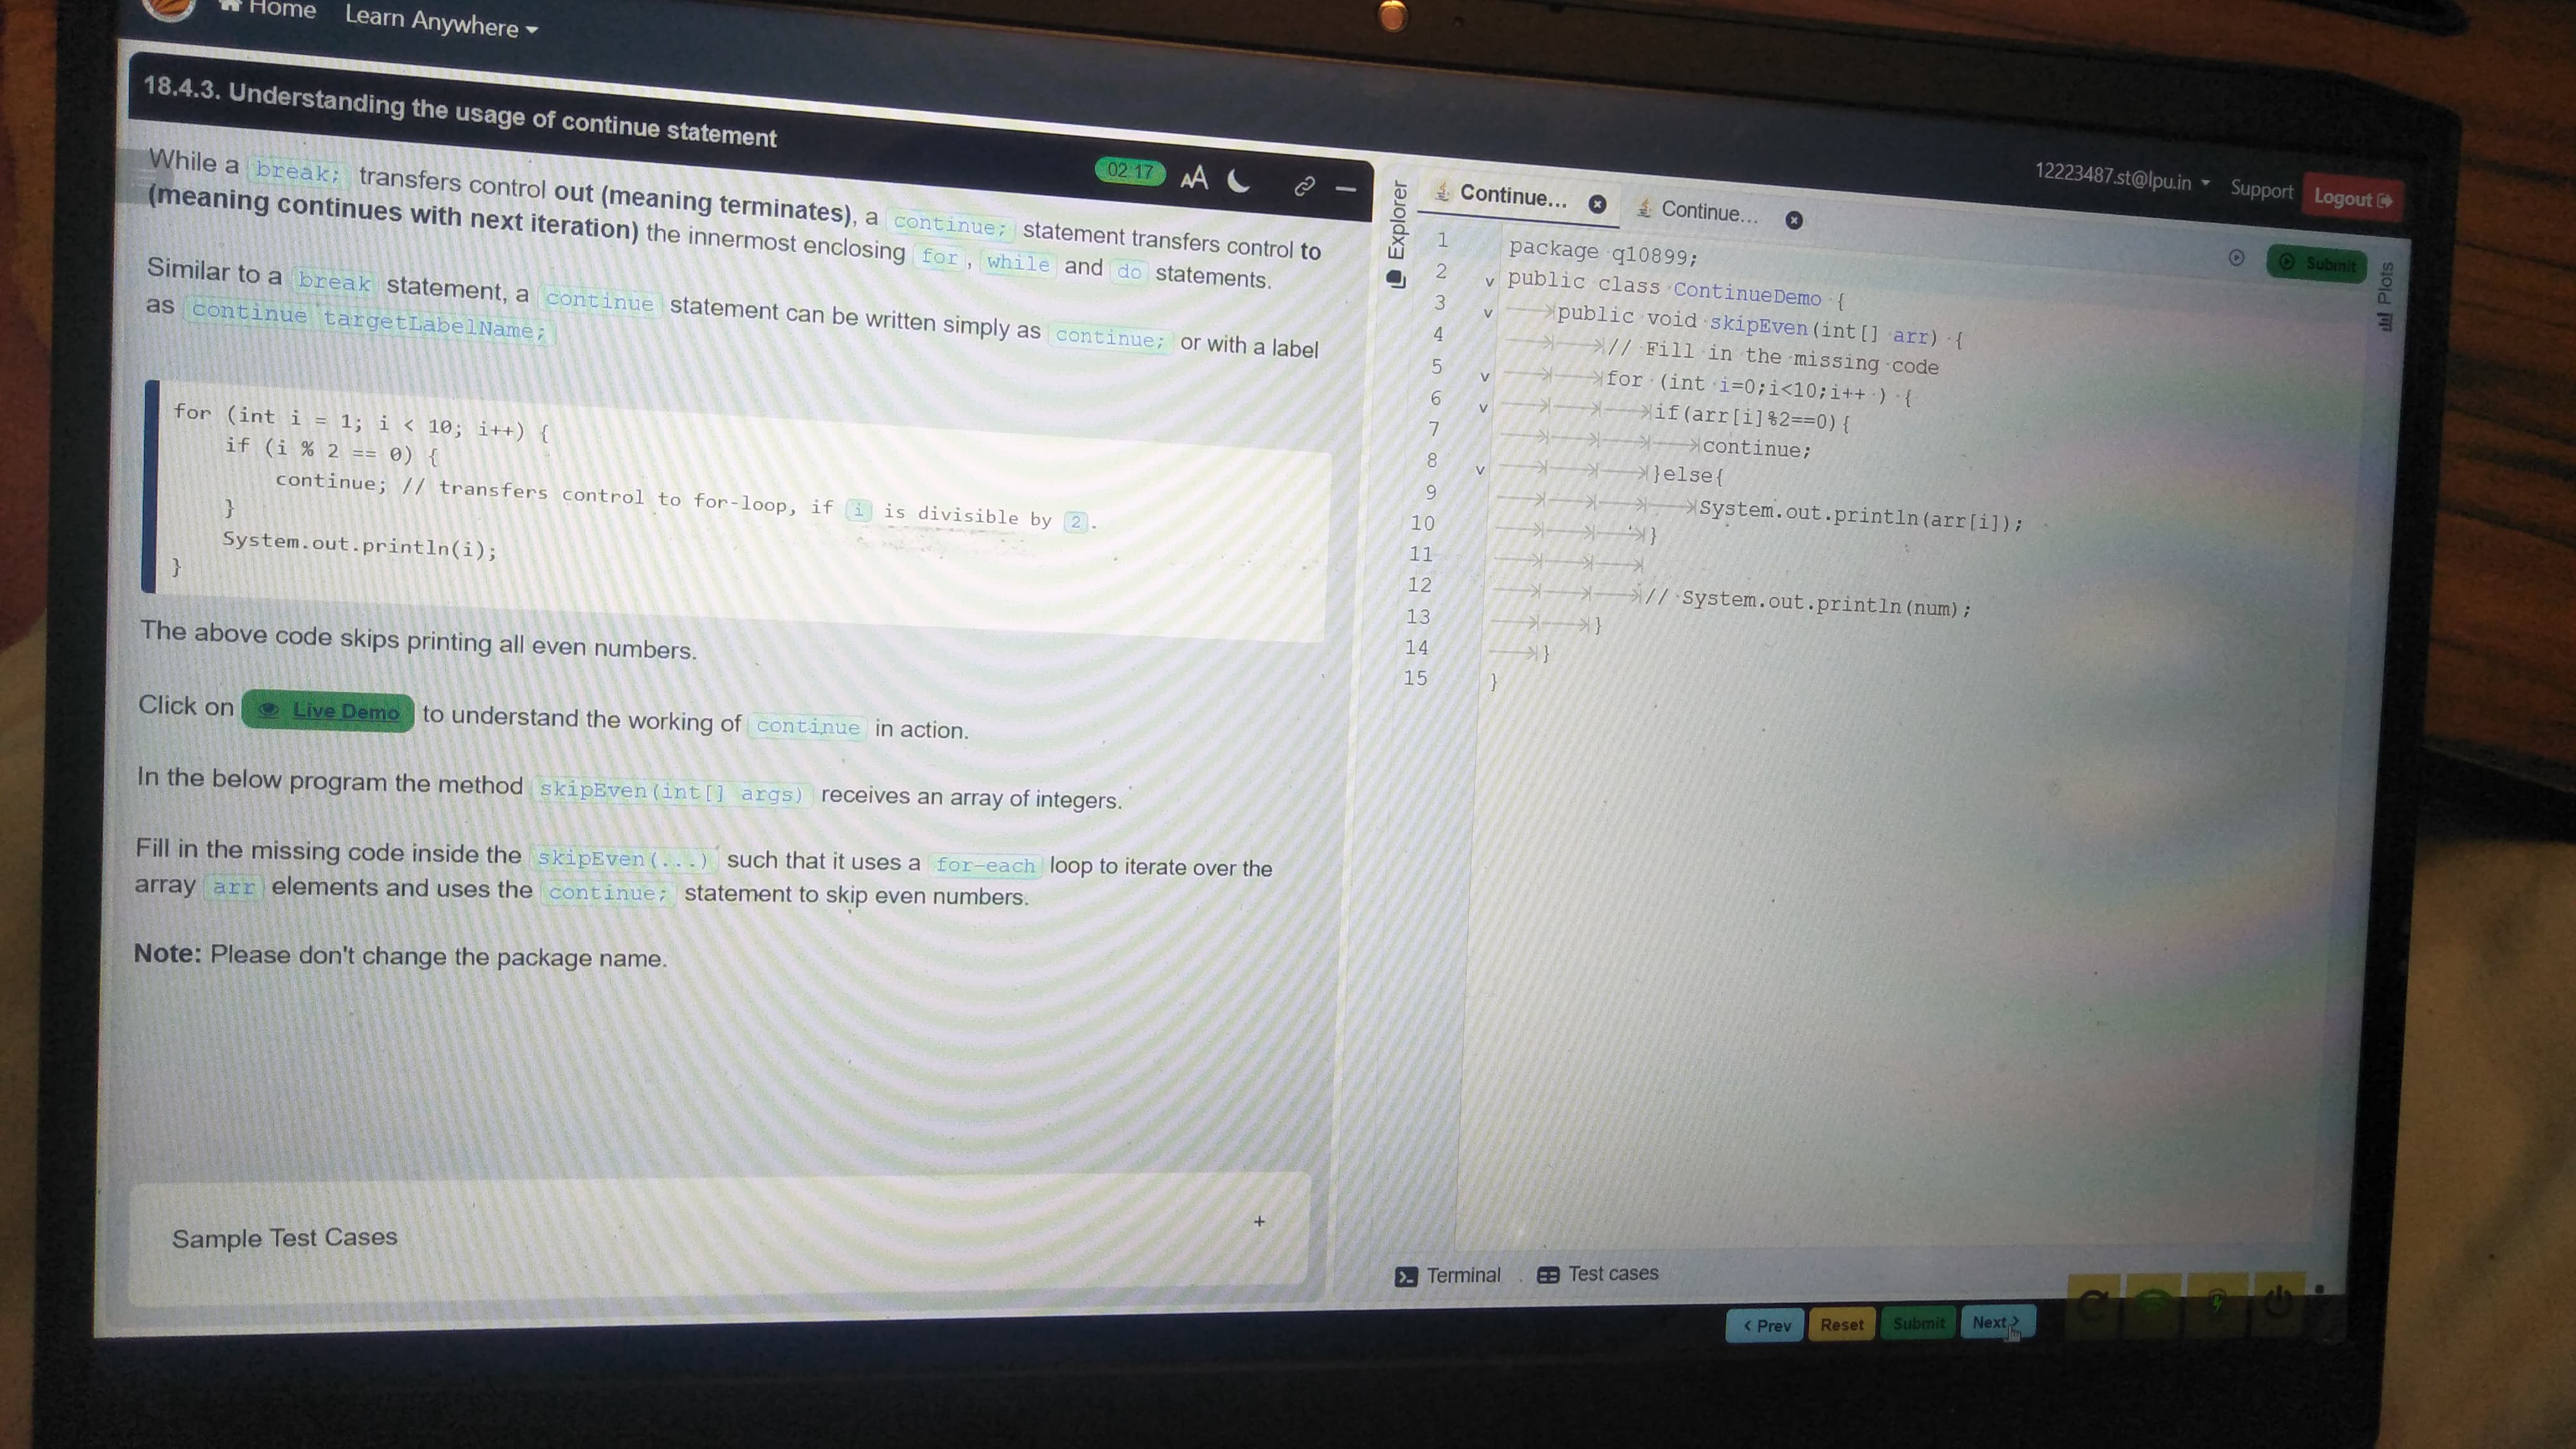 Home Learn Anywhere
18.4.3. Understanding the usage of continue statement
02:17 AA
While a break; transfers control out (meaning terminates), a continue; statement transfers control to
(meaning continues with next iteration) the innermost enclosing for, while and do statements.
Similar to a break statement, a continue statement can be written simply as continue; or with a label
as continue targetLabelName;
for (int i = 1; i < 10; i++) {
if (i % 2 == 0) {
continue; // transfers control to for-loop, if i is divisible by 2.
}
System.out.println(i);
}
The above code skips printing all even numbers.
Click on Live Demo to understand the working of continue in action.
In the below program the method skipEven(int[] args) receives an array of integers.
Fill in the missing code inside the skipEven(...) such that it uses a for-each loop to iterate over the
array arr elements and uses the continue; statement to skip even numbers.
Note: Please don't change the package name.
Sample Test Cases +
12223487.st@lpu.in Support Logout
Explorer
Continue... Continue...
Submit
Plots
1 package q10899;
2 public class ContinueDemo {
3 public void skipEven(int[] arr) {
4 // Fill in the missing code
5 for (int i=0;i<10;i++ ) {
6 if(arr[i]%2==0){
7 continue;
8 }else{
9 System.out.println(arr[i]);
10 }
11
12 // System.out.println(num);
13 }
14 }
15 }
Terminal Test cases
< Prev Reset Submit Next >